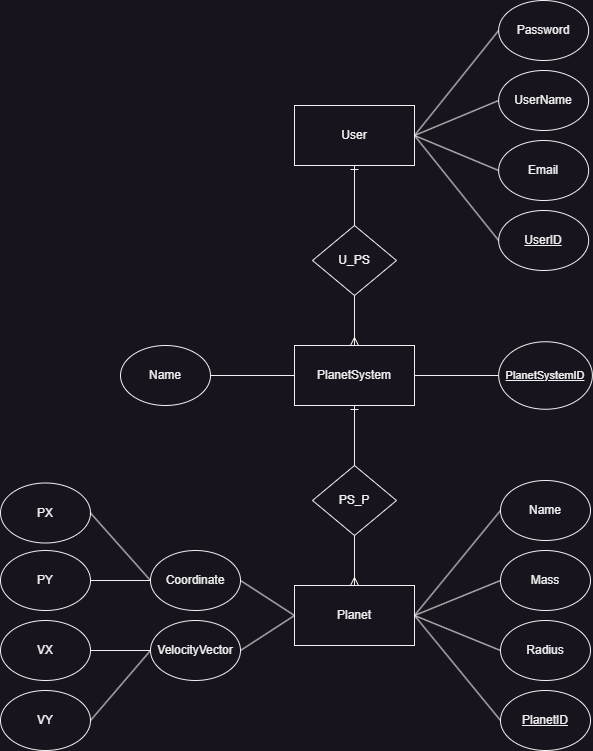 Password
UserName
User
Email
UserID
U_PS
Name
PlanetSystem
PlanetSystemID
PS_P
PX
Name
PY
Coordinate
Mass
Planet
VX
VelocityVector
Radius
VY
PlanetID